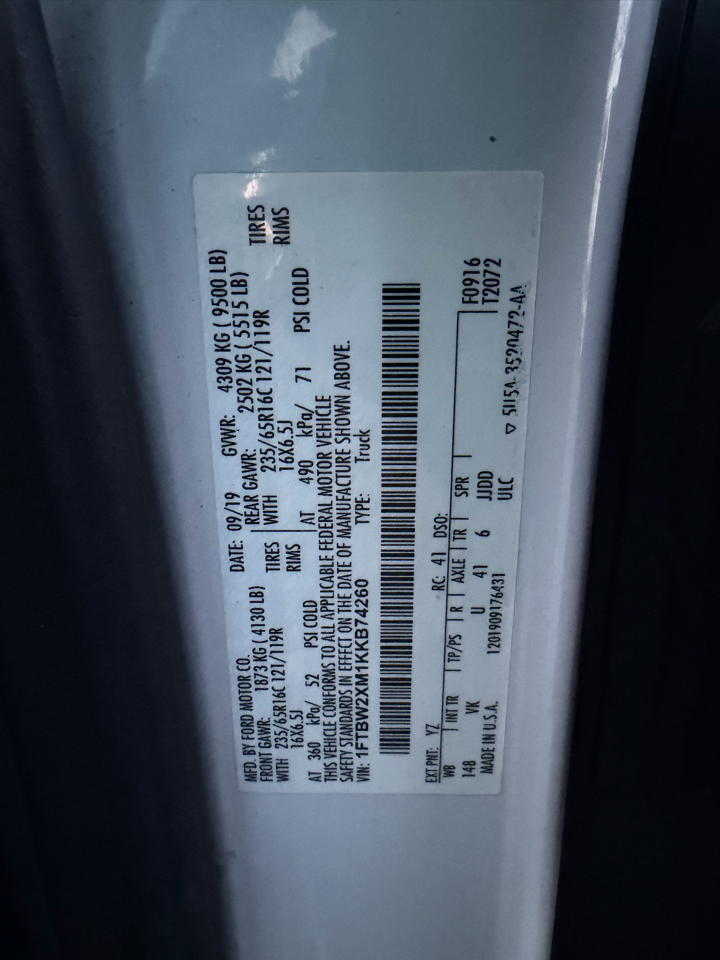 MFD. BY FORD MOTOR CO.
DATE: 09/19 GVWR: 4309 KG ( 9500 LB)
FRONT GAWR: 1873 KG ( 4130 LB) REAR GAWR: 2502 KG ( 5515 LB)
WITH 235/65R16C 121/119R TIRES WITH 235/65R16C 121/119R TIRES
16X6.5J RIMS 16X6.5J RIMS
AT 360 kPa/ 52 PSI COLD AT 490 kPa/ 71 PSI COLD
THIS VEHICLE CONFORMS TO ALL APPLICABLE FEDERAL MOTOR VEHICLE
SAFETY STANDARDS IN EFFECT ON THE DATE OF MANUFACTURE SHOWN ABOVE.
VIN: 1FTBW2XM1KKB74260 TYPE: Truck
EXT PNT: YZ RC: 41 DSO:
WB INT TR TP/PS R AXLE TR SPR F0916
148 VK U 41 6 JJDD T2072
MADE IN U.S.A. 1201909176431 ULC
3520472-AA